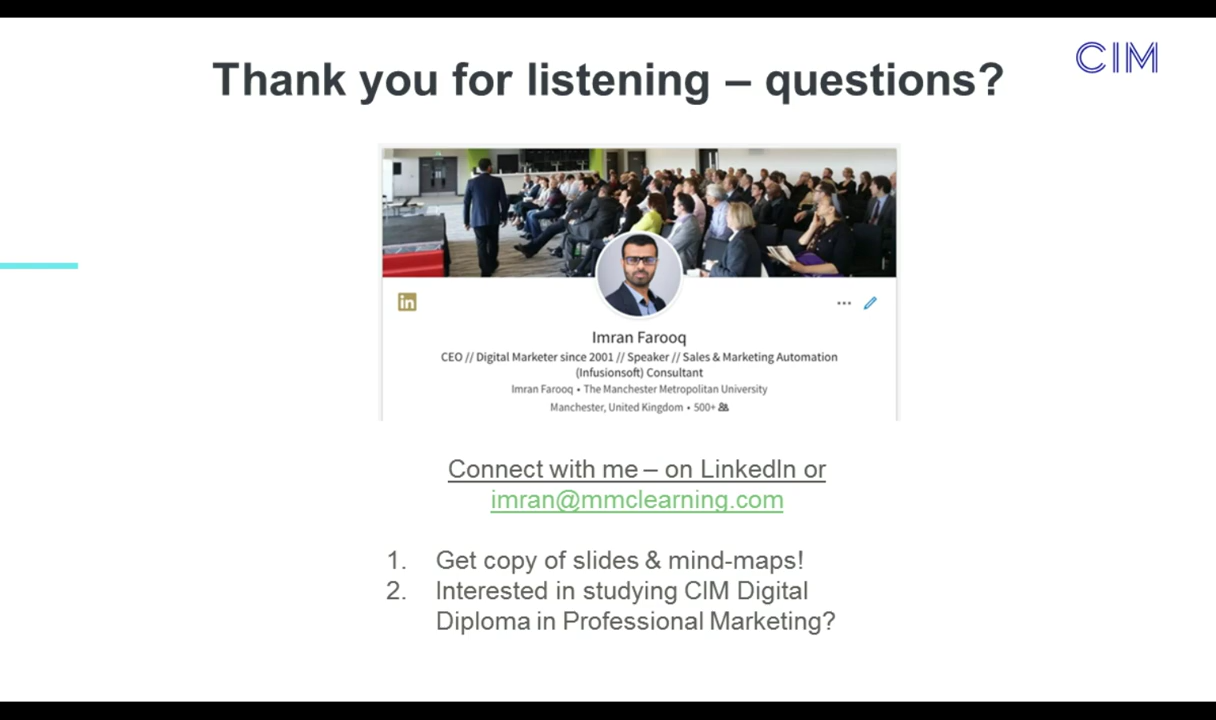 CIM
Thank you for listening – questions?
in
Imran Farooq
CEO // Digital Marketer since 2001 // Speaker // Sales & Marketing Automation
(Infusionsoft) Consultant
Imran Farooq • The Manchester Metropolitan University
Manchester, United Kingdom • 500+
Connect with me – on LinkedIn or
imran@mmclearning.com
1. Get copy of slides & mind-maps!
2. Interested in studying CIM Digital
Diploma in Professional Marketing?